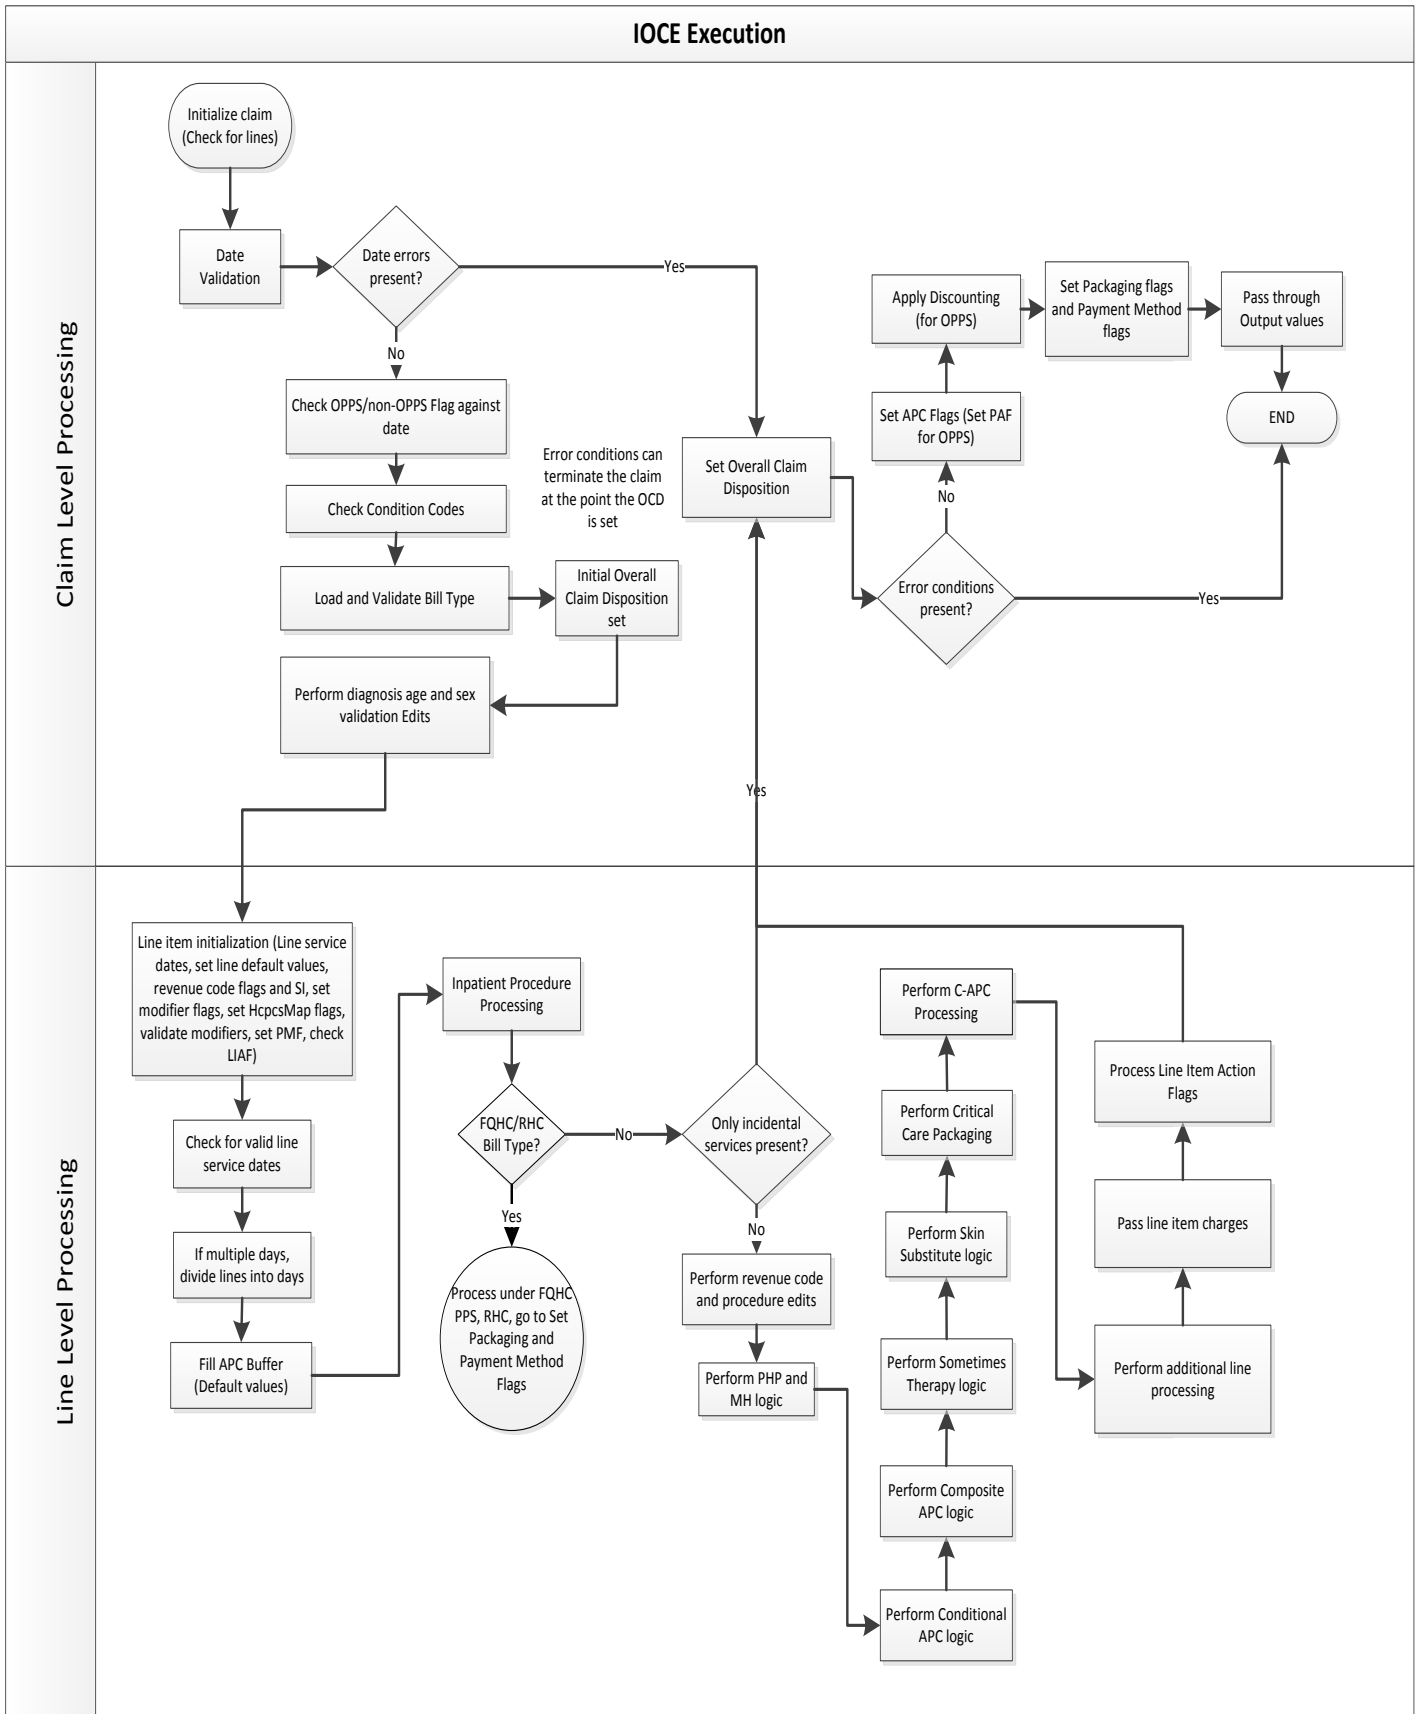 IOCE Execution
Claim Level Processing
Initialize claim
(Check for lines)
Date
Validation
Date errors
present?
Yes
No
Check OPPS/non-OPPS Flag against
date
Check Condition Codes
Load and Validate Bill Type
Error conditions can
terminate the claim
at the point the OCD
is set
Initial Overall
Claim Disposition
set
Perform diagnosis age and sex
validation Edits
Set Overall Claim
Disposition
Error conditions
present?
Yes
No
Set APC Flags (Set PAF
for OPPS)
Apply Discounting
(for OPPS)
Set Packaging flags
and Payment Method
flags
Pass through
Output values
END
Yes
Line Level Processing
Line item initialization (Line service
dates, set line default values,
revenue code flags and SI, set
modifier flags, set HcpcsMap flags,
validate modifiers, set PMF, check
LIAF)
Check for valid line
service dates
If multiple days,
divide lines into days
Fill APC Buffer
(Default values)
Inpatient Procedure
Processing
FQHC/RHC
Bill Type?
No
Yes
Process under FQHC
PPS, RHC, go to Set
Packaging and
Payment Method
Flags
Only incidental
services present?
No
Perform revenue code
and procedure edits
Perform PHP and
MH logic
Perform C-APC
Processing
Perform Critical
Care Packaging
Perform Skin
Substitute logic
Perform Sometimes
Therapy logic
Perform Composite
APC logic
Perform Conditional
APC logic
Process Line Item Action
Flags
Pass line item charges
Perform additional line
processing